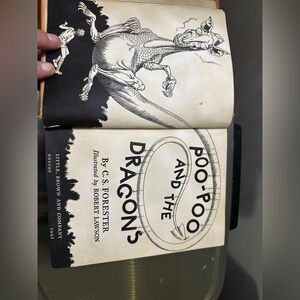 POO-POO
AND THE
DRAGONS
By C. S. FORESTER
Illustrated by ROBERT LAWSON
LITTLE, BROWN AND COMPANY
BOSTON 1942